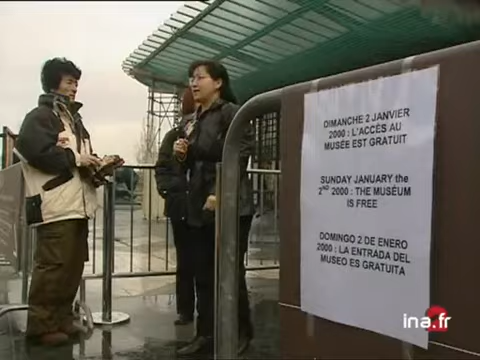 DIMANCHE 2 JANVIER
2000 : L'ACCÈS AU
MUSÉE EST GRATUIT
SUNDAY JANUARY the
2ND 2000 : THE MUSÉUM
IS FREE
DOMINGO 2 DE ENERO
2000 : LA ENTRADA DEL
MUSEO ES GRATUITA
ina.fr